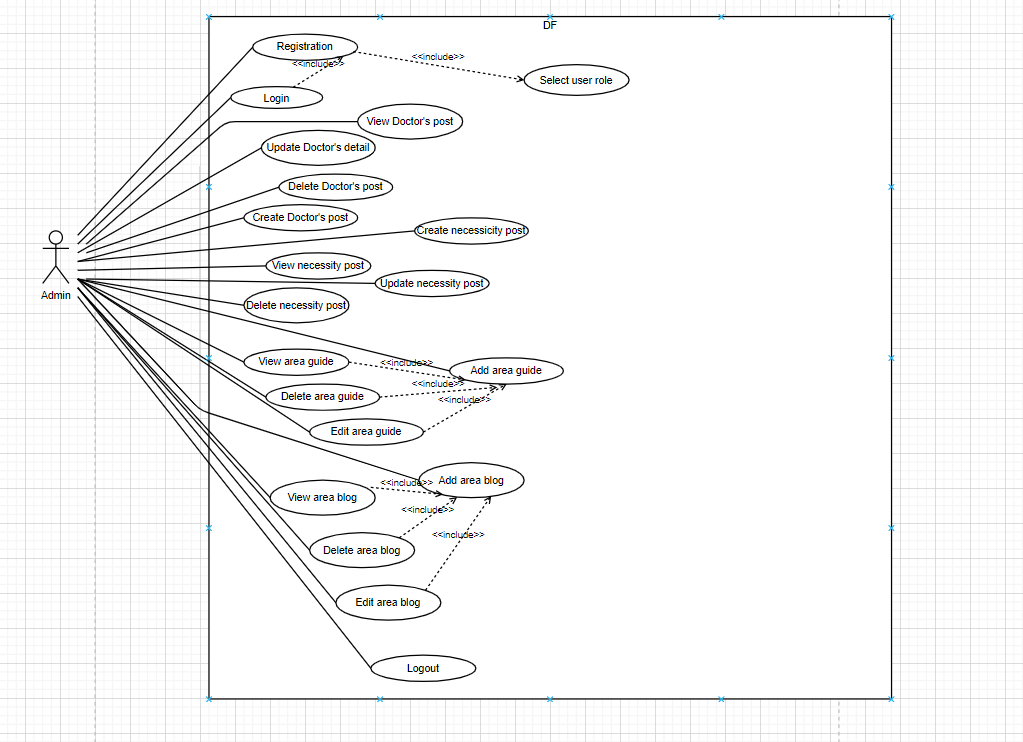 DF
Registration
<<include>>
<<include>>
Select user role
Login
View Doctor's post
Update Doctor's detail
Delete Doctor's post
Create Doctor's post
Create necessicity post
View necessity post
Update necessity post
Admin
Delete necessity post
View area guide
<<include>>
Add area guide
<<include>>
Delete area guide
<<include>>
Edit area guide
Add area blog
<<include>>
View area blog
<<include>>
<<include>>
Delete area blog
Edit area blog
Logout